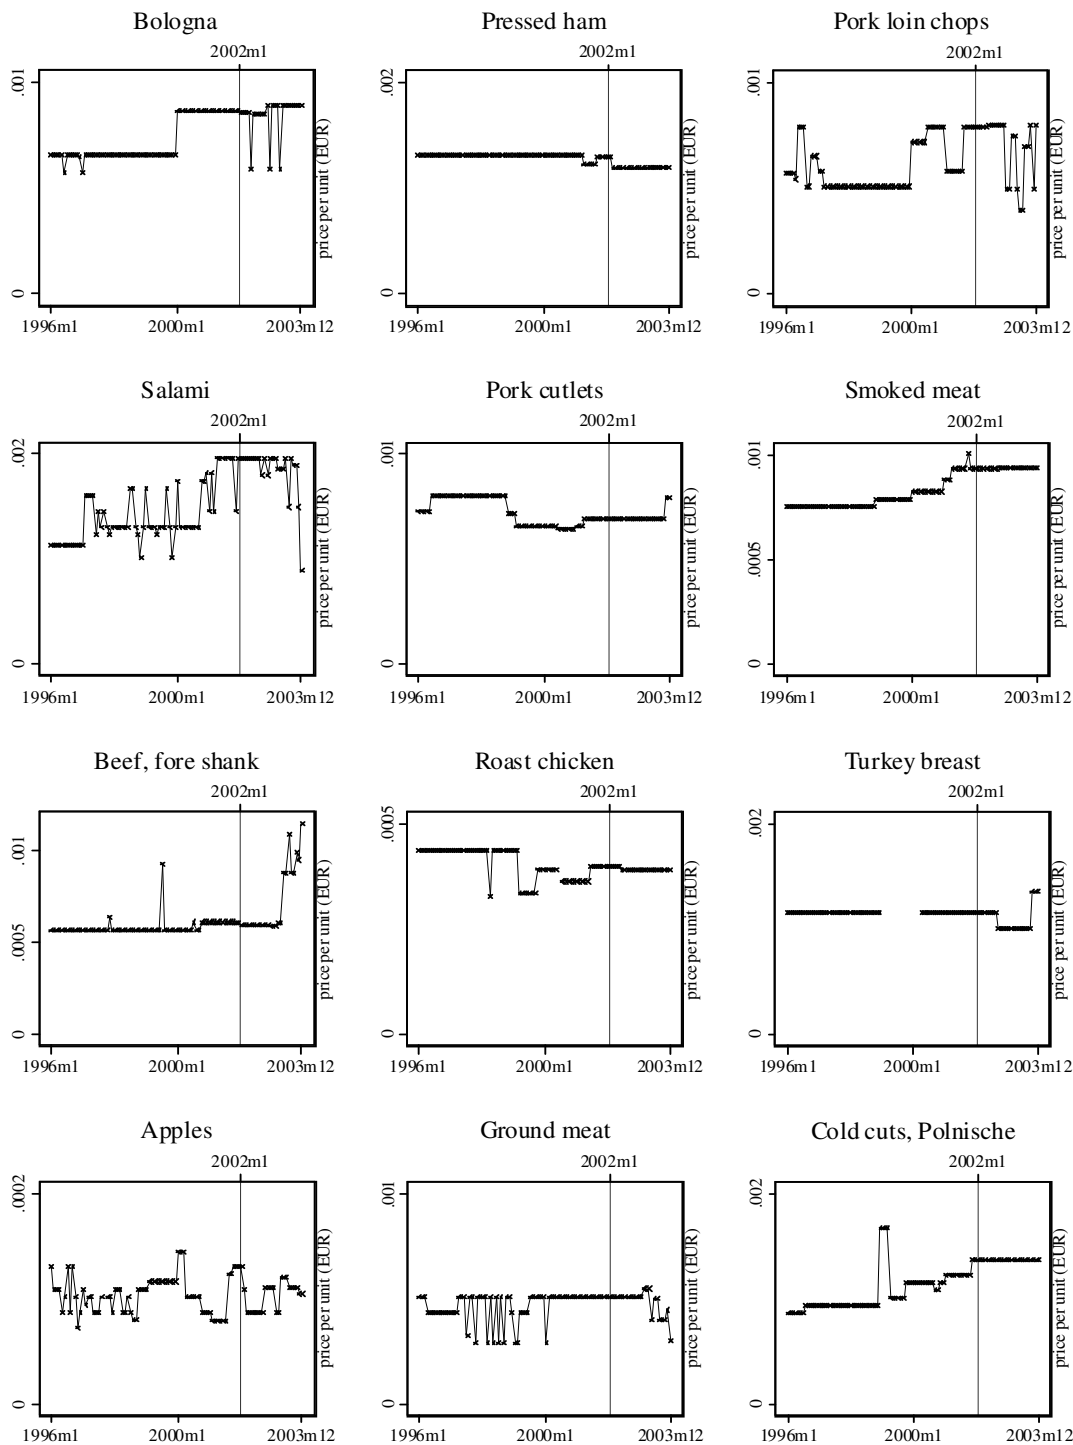 Bologna Pressed ham Pork loin chops
2002m1 2002m1 2002m1
.001 .002 .001
price per unit (EUR) price per unit (EUR) price per unit (EUR)
0 0 0
1996m1 2000m1 2003m12 1996m1 2000m1 2003m12 1996m1 2000m1 2003m12
Salami Pork cutlets Smoked meat
2002m1 2002m1 2002m1
.002 .001 .001
.0005
price per unit (EUR) price per unit (EUR) price per unit (EUR)
0 0 0
1996m1 2000m1 2003m12 1996m1 2000m1 2003m12 1996m1 2000m1 2003m12
Beef, fore shank Roast chicken Turkey breast
2002m1 2002m1 2002m1
.001 .0005 .002
.0005
price per unit (EUR) price per unit (EUR) price per unit (EUR)
0 0 0
1996m1 2000m1 2003m12 1996m1 2000m1 2003m12 1996m1 2000m1 2003m12
Apples Ground meat Cold cuts, Polnische
2002m1 2002m1 2002m1
.0002 .001 .002
price per unit (EUR) price per unit (EUR) price per unit (EUR)
0 0 0
1996m1 2000m1 2003m12 1996m1 2000m1 2003m12 1996m1 2000m1 2003m12